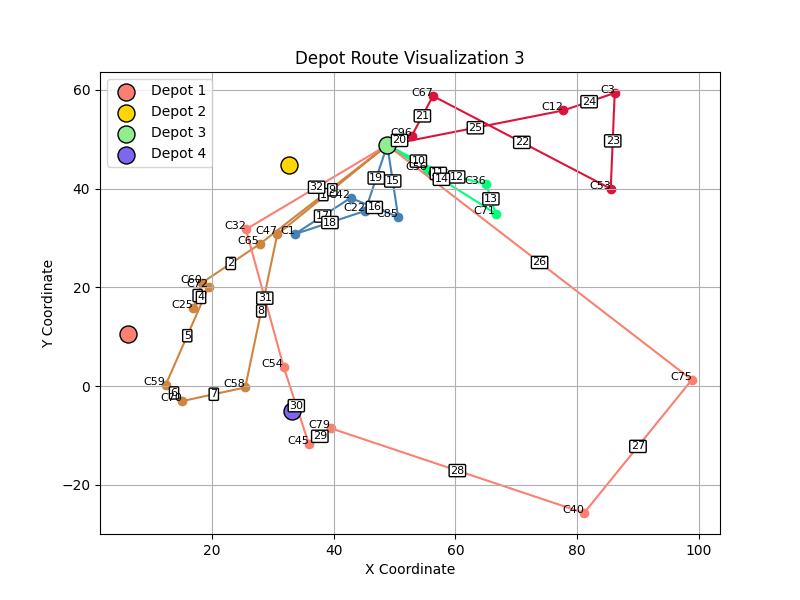 Depot Route Visualization 3
Depot 1
Depot 2
Depot 3
Depot 4
Y Coordinate
X Coordinate
60
40
20
0
−20
20
40
60
80
100
C67
C3
C12
C96
C56
C36
C53
C71
C42
C22
C85
C1
C47
C32
C65
C60
C72
C25
C59
C70
C58
C54
C45
C79
C75
C40
24
21
25
20
22
23
10
12
14
13
19
15
32
9
16
17
18
2
4
5
6
7
8
31
30
29
28
27
26